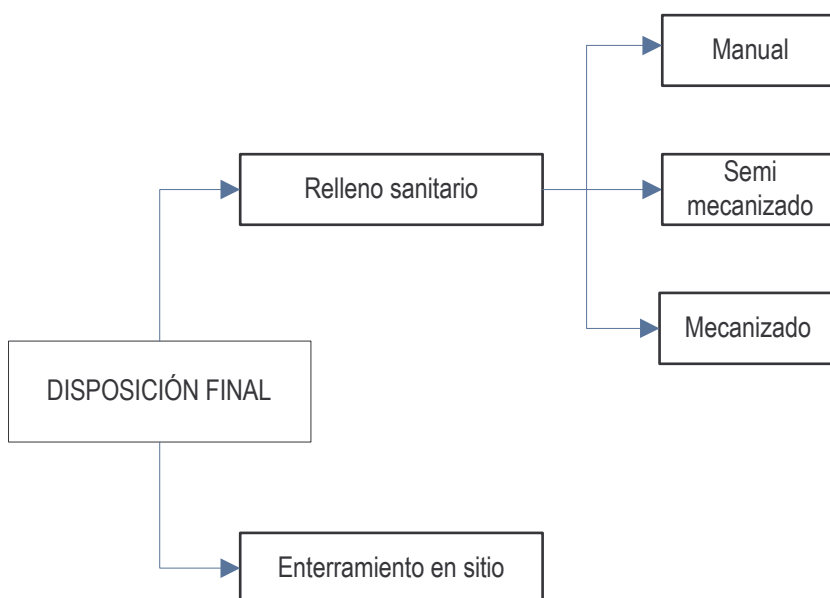 Manual
Relleno sanitario
Semi
mecanizado
Mecanizado
DISPOSICIÓN FINAL
Enterramiento en sitio